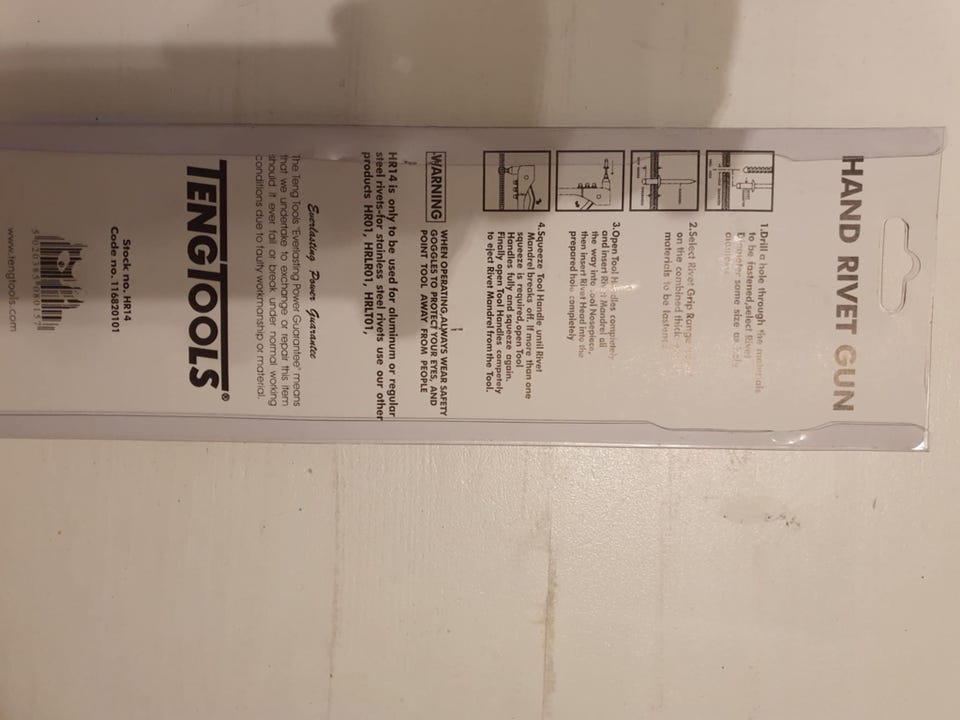 HAND RIVET GUN
1.Drill a hole through the materials
to be fastened,select Rivet
Diameter some size as
diameter
2.Select Rivet Grip Range
on the combined
materials to be fastened
3.Open Tool Handles completely
and insert Rivet Mandrel all
the way into Tool Nosepiece,
then insert Rivet Head into the
prepared completely
4.Squeeze Tool Handle until Rivet
Mandrel breaks off. If more than one
squeeze is required, open Tool
Handles fully and squeeze again.
Finally open Tool Handles competely
to eject Rivet Mandrel from the Tool.
WARNING
WHEN OPERATING,ALWAYS WEAR SAFETY
GOGGLES TO PROTECT YOUR EYES, AND
POINT TOOL AWAY FROM PEOPLE
HR14 is only to be used for aluminum or regular
steel rivets-for stainless steel rivets use our other
products HR01, HRLR01, HRLT01,
Everlasting Power Guarantee
The Teng Tools "Everlasting Power Guarantee" means
that we undertake to exchange or repair this item
should it ever fail or break under normal working
conditions due to faulty workmanship or material.
TENGTOOLS®
Stock no. HR14
Code no. 116820101
www.tengtools.com